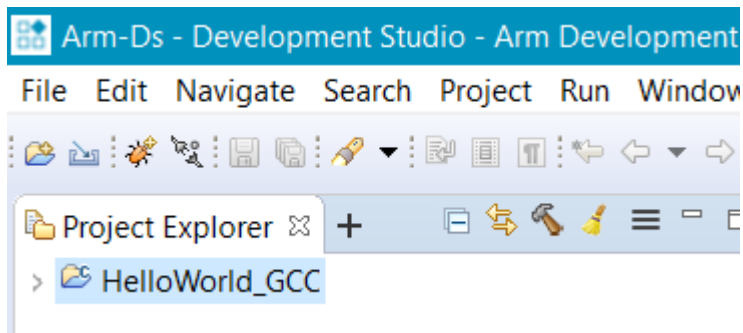 Arm-Ds - Development Studio - Arm Development
File Edit Navigate Search Project Run Window
Project Explorer
HelloWorld_GCC